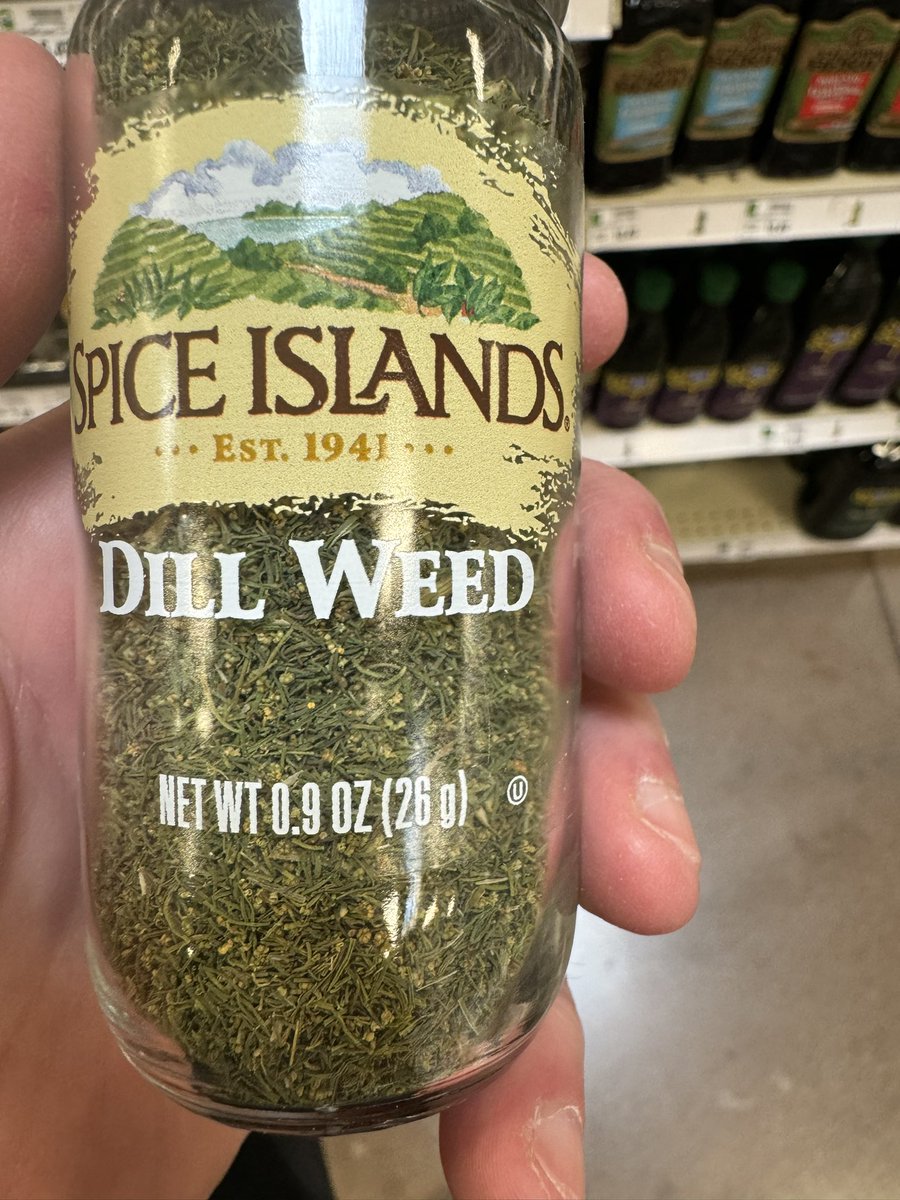 SPICE ISLANDS®
··· EST. 1941 ···
DILL WEED
NET WT 0.9 OZ (26 g) Ⓤ